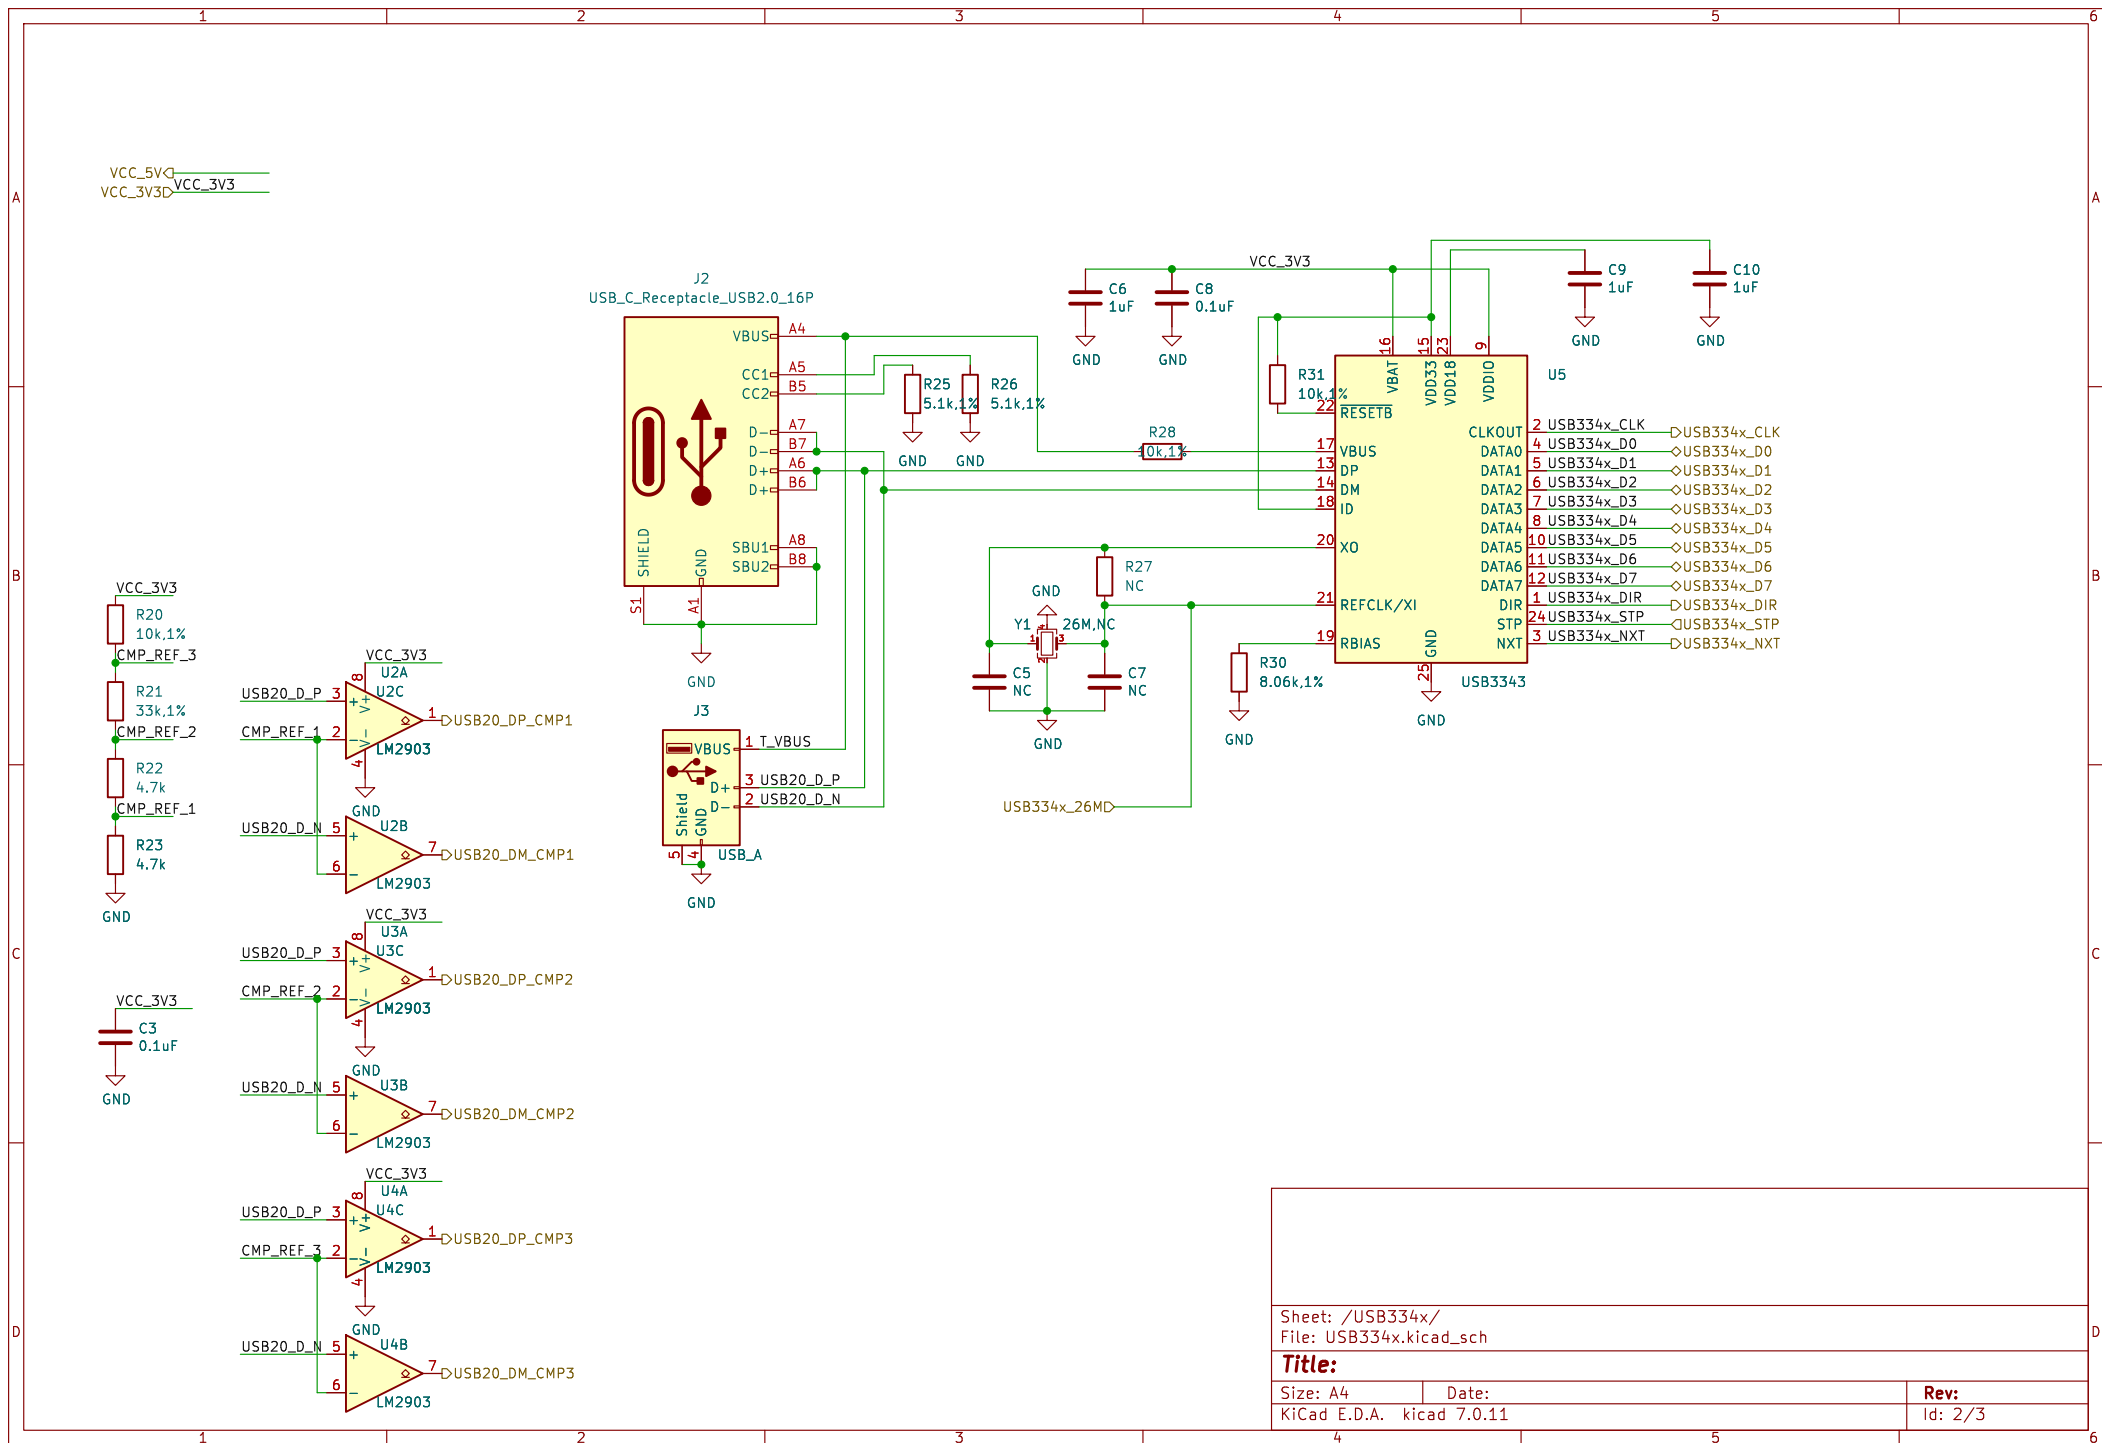 1 2 3 4 5 6
A
B
C
D
A
B
C
D
1 2 3 4 5 6
VCC_5V
VCC_3V3
VCC_3V3
VCC_3V3
R20
10k,1%
CMP_REF_3
R21
33k,1%
CMP_REF_2
R22
4.7k
CMP_REF_1
R23
4.7k
GND
VCC_3V3
C3
0.1uF
GND
VCC_3V3
U2A
U2C
8
V+
USB20_D_P
3
+
CMP_REF_1
2
−
V-
4
1
USB20_DP_CMP1
LM2903
GND
U2B
USB20_D_N
5
+
6
−
7
USB20_DM_CMP1
LM2903
VCC_3V3
U3A
U3C
8
V+
USB20_D_P
3
+
CMP_REF_2
2
−
V-
4
1
USB20_DP_CMP2
LM2903
GND
U3B
USB20_D_N
5
+
6
−
7
USB20_DM_CMP2
LM2903
VCC_3V3
U4A
U4C
8
V+
USB20_D_P
3
+
CMP_REF_3
2
−
V-
4
1
USB20_DP_CMP3
LM2903
GND
U4B
USB20_D_N
5
+
6
−
7
USB20_DM_CMP3
LM2903
J2
USB_C_Receptacle_USB2.0_16P
VBUS A4
CC1 A5
CC2 B5
D- A7
D- B7
D+ A6
D+ B6
SBU1 A8
SBU2 B8
SHIELD
GND
S1
A1
GND
J3
VBUS 1 T_VBUS
D+ 3 USB20_D_P
D- 2 USB20_D_N
Shield
GND
5
4
USB_A
GND
R25
5.1k,1%
GND
R26
5.1k,1%
GND
R28
10k,1%
VCC_3V3
C6
1uF
GND
C8
0.1uF
GND
C9
1uF
GND
C10
1uF
GND
R31
10k,1%
R27
NC
GND
Y1
26M,NC
1
2
3
4
C5
NC
C7
NC
GND
USB334x_26M
R30
8.06k,1%
GND
U5
16 VBAT
15 VDD33
23 VDD18
9 VDDIO
22 RESETB
17 VBUS
13 DP
14 DM
18 ID
20 XO
21 REFCLK/XI
19 RBIAS
CLKOUT 2 USB334x_CLK USB334x_CLK
DATA0 4 USB334x_D0 USB334x_D0
DATA1 5 USB334x_D1 USB334x_D1
DATA2 6 USB334x_D2 USB334x_D2
DATA3 7 USB334x_D3 USB334x_D3
DATA4 8 USB334x_D4 USB334x_D4
DATA5 10 USB334x_D5 USB334x_D5
DATA6 11 USB334x_D6 USB334x_D6
DATA7 12 USB334x_D7 USB334x_D7
DIR 1 USB334x_DIR USB334x_DIR
STP 24 USB334x_STP USB334x_STP
NXT 3 USB334x_NXT USB334x_NXT
GND
25
USB3343
GND
Sheet: /USB334x/
File: USB334x.kicad_sch
Title:
Size: A4 Date: Rev:
KiCad E.D.A. kicad 7.0.11 Id: 2/3